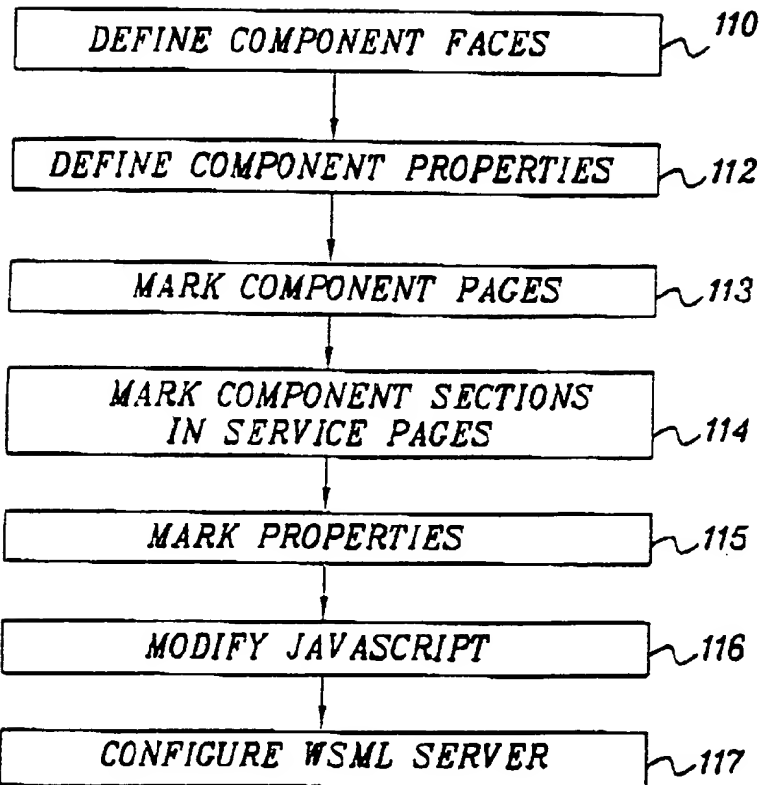 DEFINE COMPONENT FACES 110
DEFINE COMPONENT PROPERTIES 112
MARK COMPONENT PAGES 113
MARK COMPONENT SECTIONS
IN SERVICE PAGES 114
MARK PROPERTIES 115
MODIFY JAVASCRIPT 116
CONFIGURE WSML SERVER 117